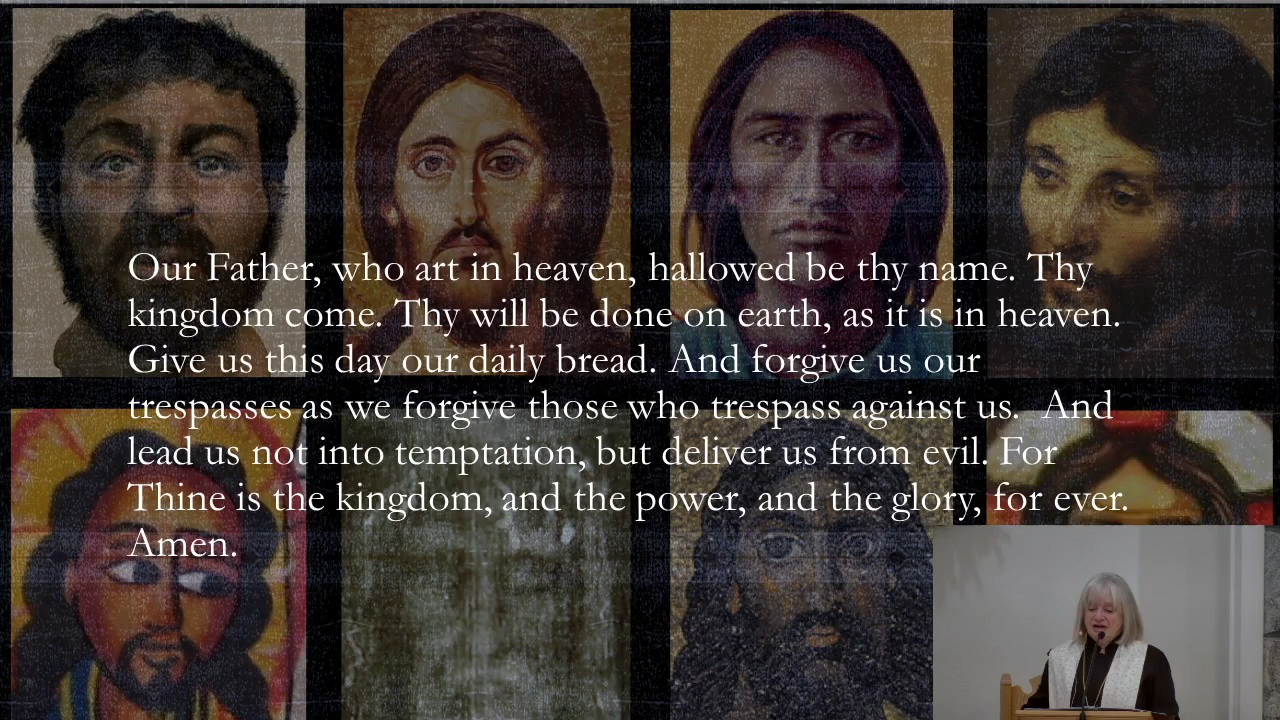 Our Father, who art in heaven, hallowed be thy name. Thy
kingdom come. Thy will be done on earth, as it is in heaven.
Give us this day our daily bread. And forgive us our
trespasses as we forgive those who trespass against us.  And
lead us not into temptation, but deliver us from evil. For
Thine is the kingdom, and the power, and the glory, for ever.
Amen.